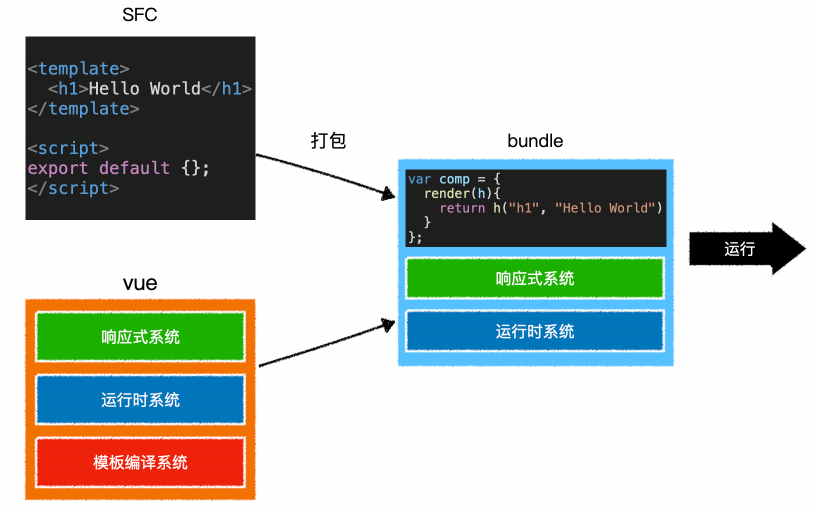 SFC
<template>
  <h1>Hello World</h1>
</template>
<script>
export default {};
</script>
打包
vue
响应式系统
运行时系统
模板编译系统
bundle
var comp = {
  render(h){
    return h("h1", "Hello World")
  }
};
响应式系统
运行时系统
运行